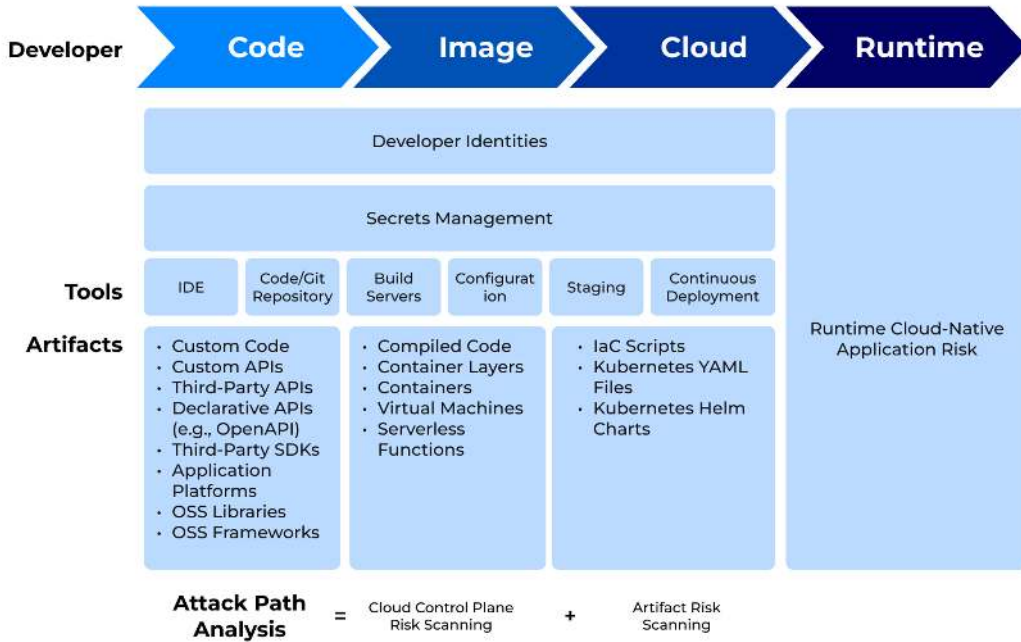 Developer
Code
Image
Cloud
Runtime
Developer Identities
Secrets Management
Tools
IDE
Code/Git
Repository
Build
Servers
Configurat
ion
Staging
Continuous
Deployment
Runtime Cloud-Native
Application Risk
Artifacts
• Custom Code
• Custom APIs
• Third-Party APIs
• Declarative APIs
(e.g., OpenAPI)
• Third-Party SDKs
• Application
Platforms
• OSS Libraries
• OSS Frameworks
• Compiled Code
• Container Layers
• Containers
• Virtual Machines
• Serverless
Functions
• IaC Scripts
• Kubernetes YAML
Files
• Kubernetes Helm
Charts
Attack Path
Analysis
=
Cloud Control Plane
Risk Scanning
+
Artifact Risk
Scanning